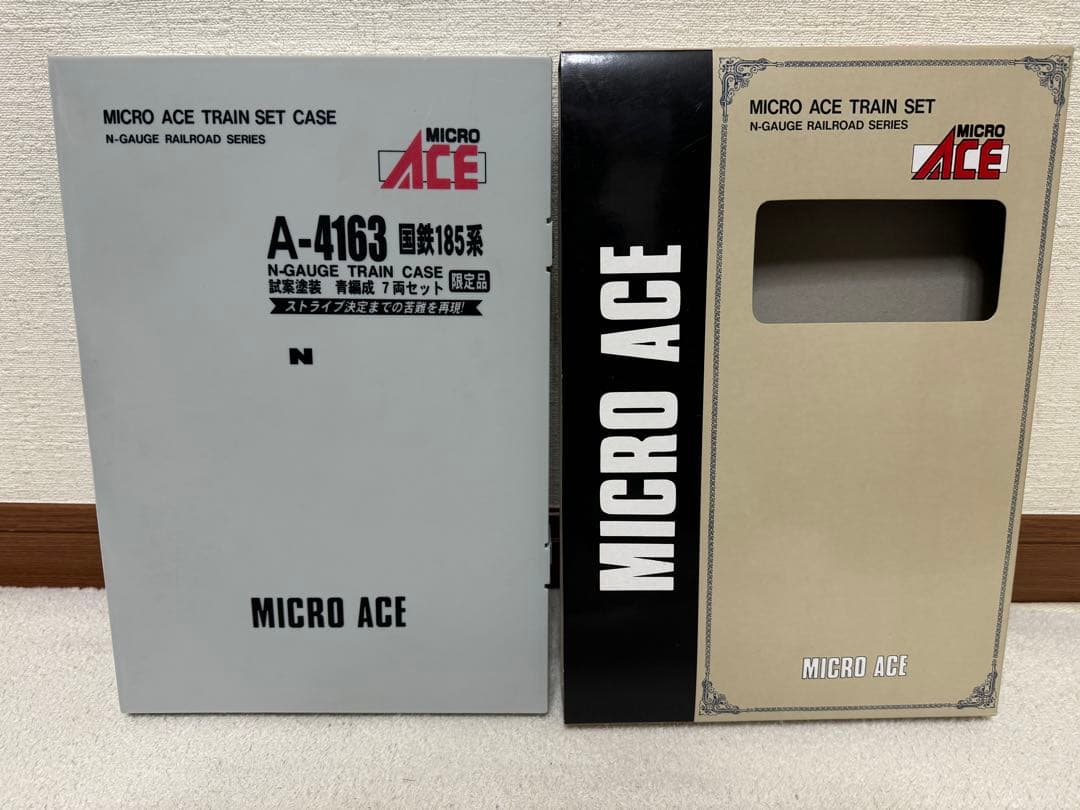 MICRO ACE TRAIN SET CASE
N-GAUGE RAILROAD SERIES
MICRO
ACE
A-4163 国鉄185系
N-GAUGE TRAIN CASE
試案塗装 青編成 7両セット 限定品
ストライプ決定までの苦難を再現!
N
MICRO ACE
MICRO ACE
MICRO ACE TRAIN SET
N-GAUGE RAILROAD SERIES
MICRO
ACE
MICRO ACE